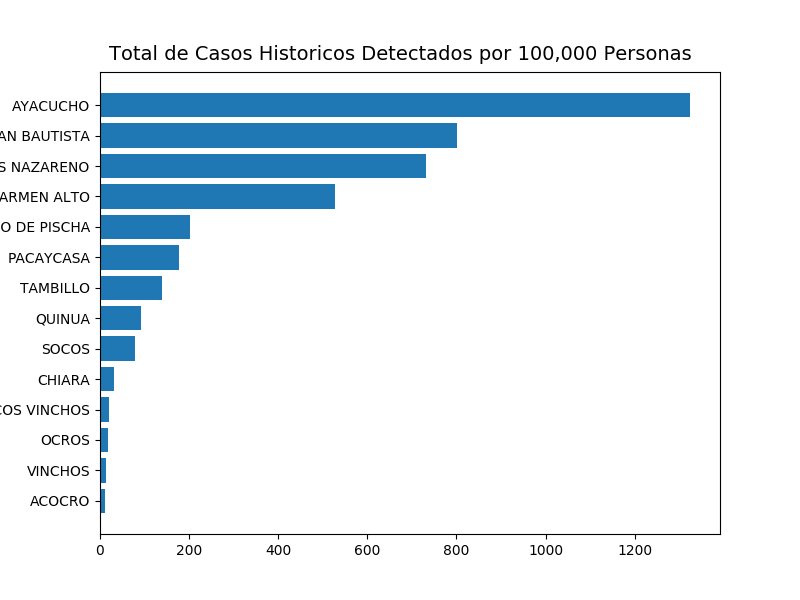 Total de Casos Historicos Detectados por 100,000 Personas
AYACUCHO
AN BAUTISTA
S NAZARENO
ARMEN ALTO
O DE PISCHA
PACAYCASA
TAMBILLO
QUINUA
SOCOS
CHIARA
COS VINCHOS
OCROS
VINCHOS
ACOCRO
0 200 400 600 800 1000 1200